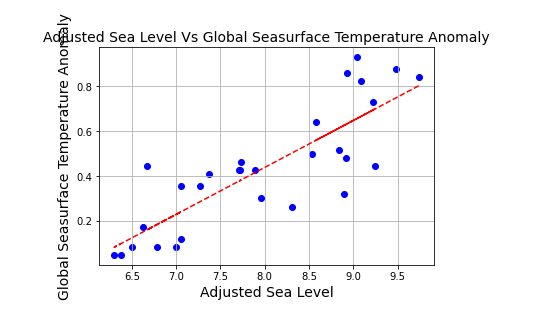 Adjusted Sea Level Vs Global Seasurface Temperature Anomaly
Global Seasurface Temperature Anomaly
0.8
0.6
0.4
0.2
6.5 7.0 7.5 8.0 8.5 9.0 9.5
Adjusted Sea Level